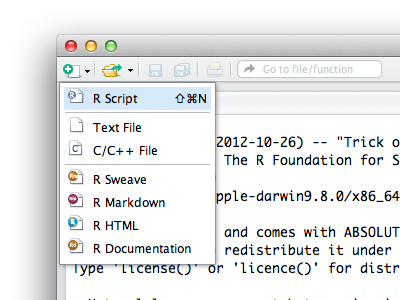 Go to file/function
R Script ⇧⌘N
Text File
C/C++ File
R Sweave
R Markdown
R HTML
R Documentation
2012-10-26) -- "Trick o
The R Foundation for S
)
pple-darwin9.8.0/x86_64
and comes with ABSOLUT
redistribute it under
Type 'license()' or 'licence()' for distr